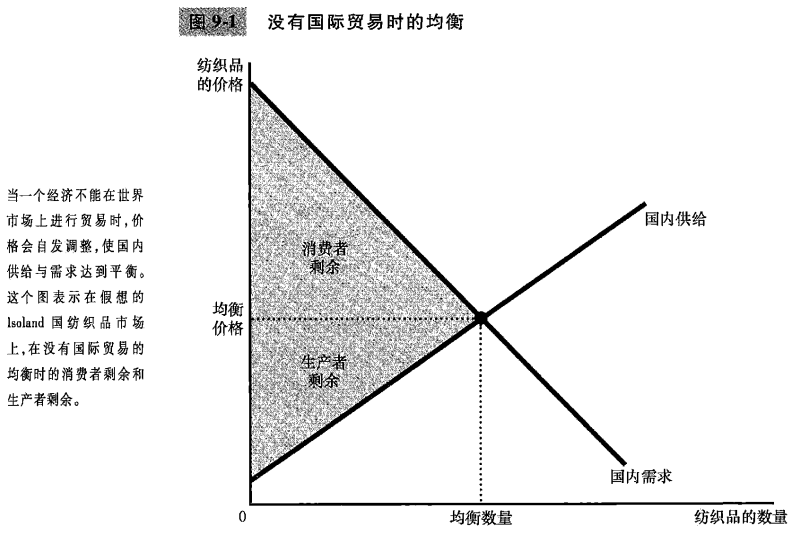 图 9-1 没有国际贸易时的均衡
纺织品
的价格
当一个经济不能在世界
市场上进行贸易时,价
格会自发调整,使国内
供给与需求达到平衡。
这个图表示在假想的
Isoland 国纺织品市场
上,在没有国际贸易的
均衡时的消费者剩余和
生产者剩余。
国内供给
消费者
剩余
均衡
价格
生产者
剩余
国内需求
0
均衡数量
纺织品的数量